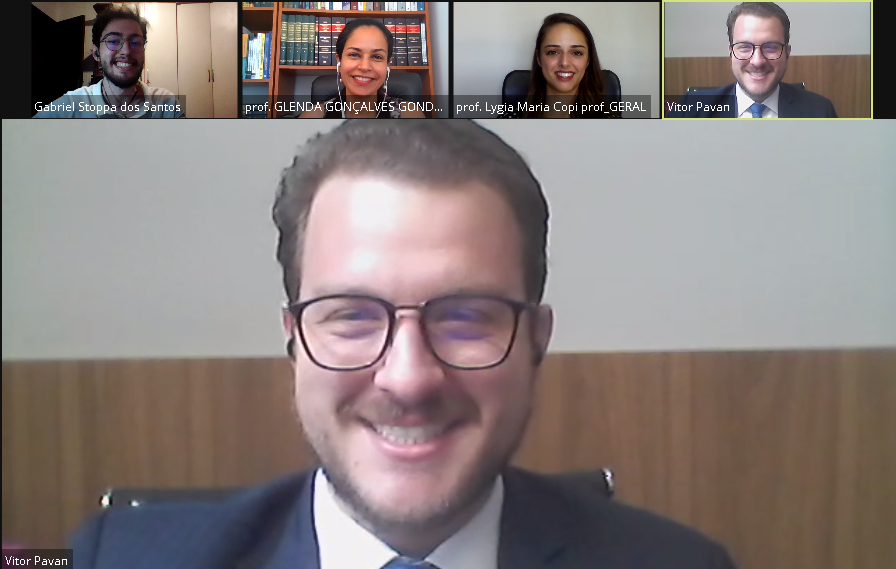 Gabriel Stoppa dos Santos
prof. GLENDA GONÇALVES GOND...
prof. Lygia Maria Copi prof_GERAL
Vitor Pavan
Vitor Pavan